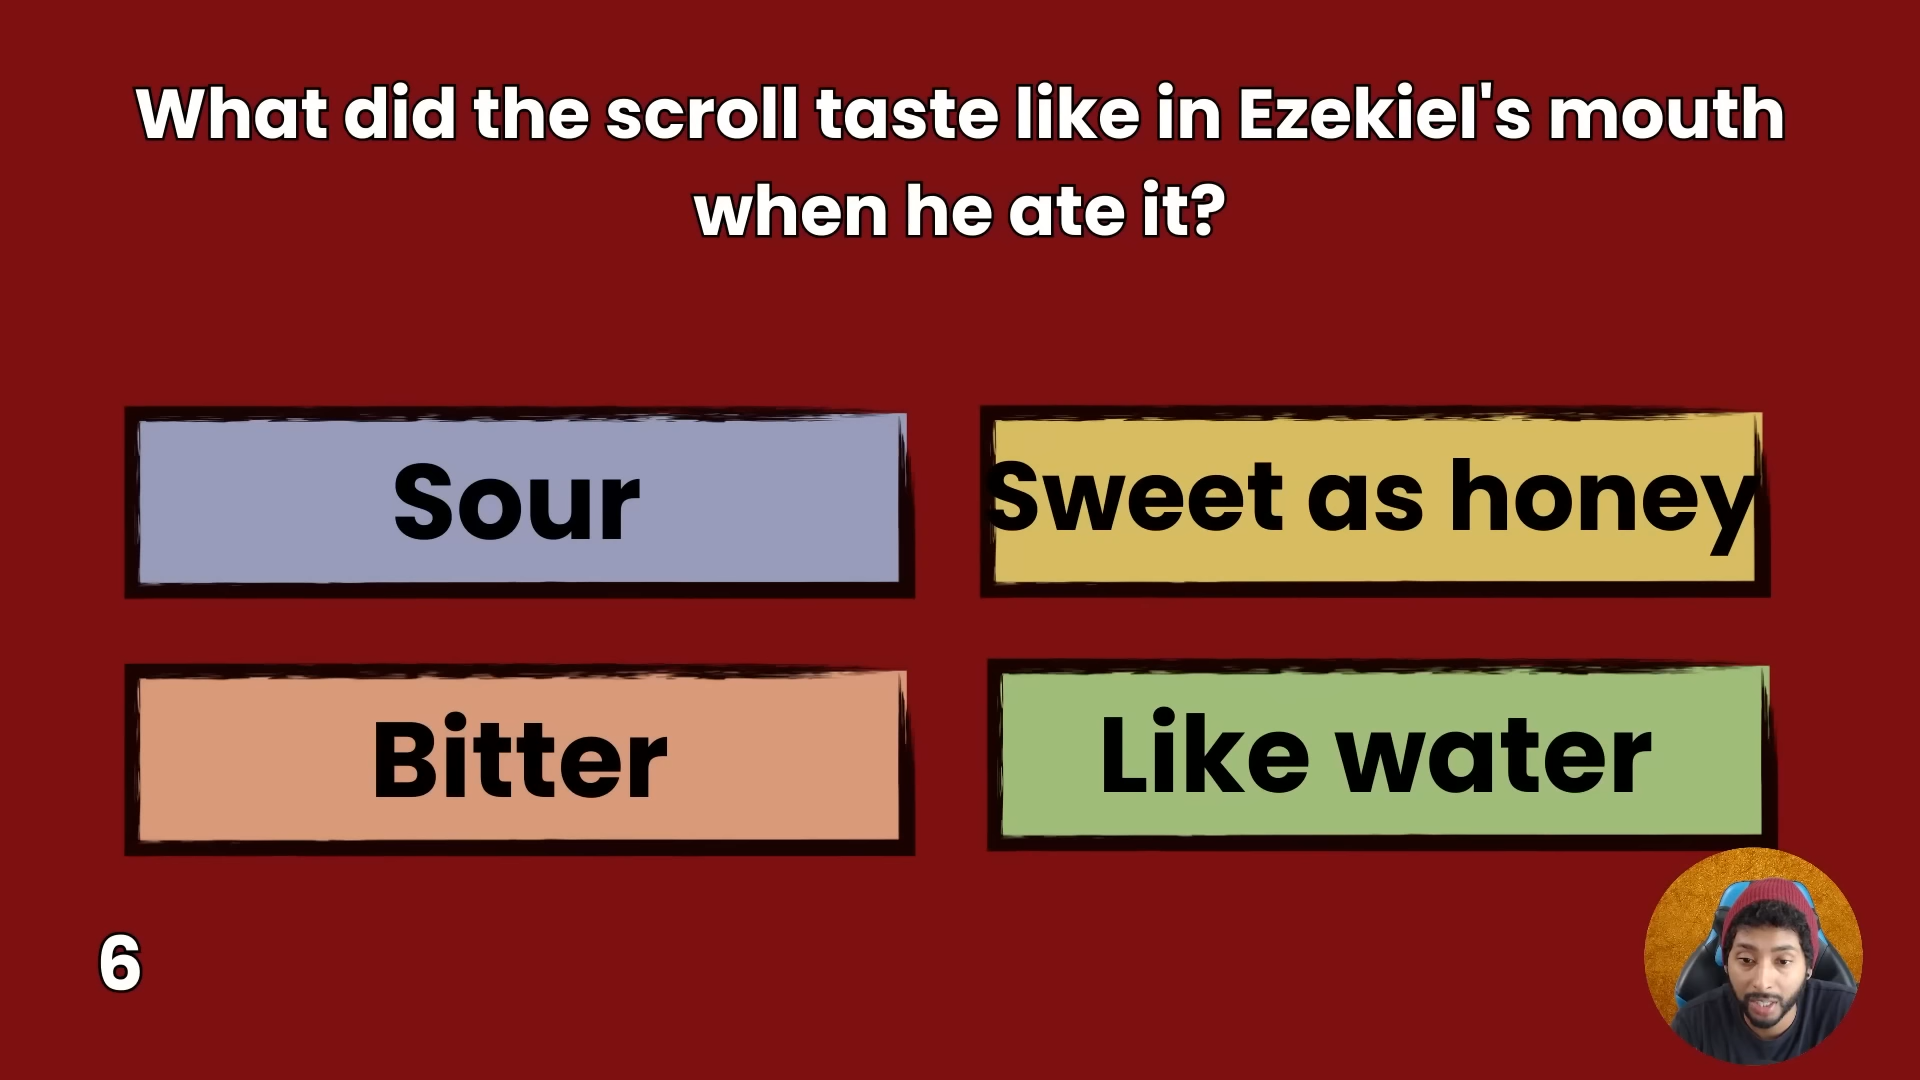 What did the scroll taste like in Ezekiel's mouth
when he ate it?
Sour
Sweet as honey
Bitter
Like water
6